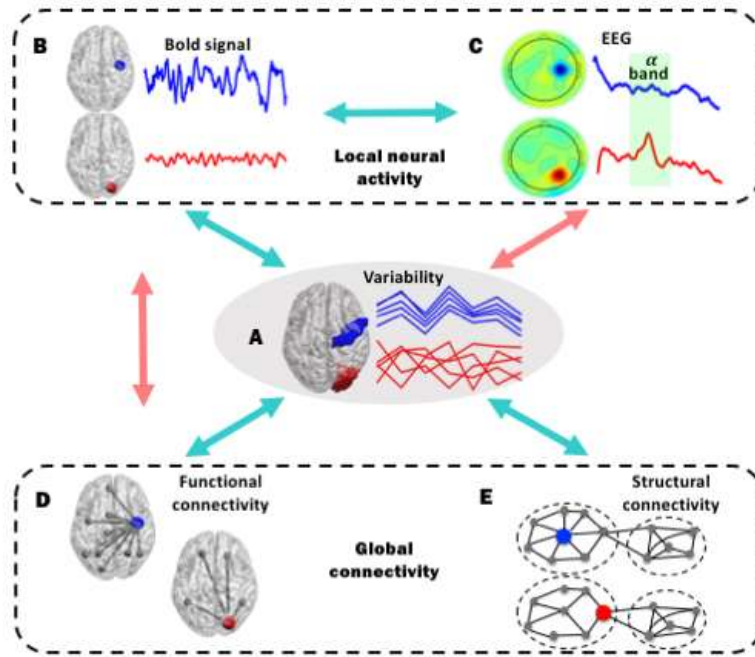 B
Bold signal
C
EEG
α
band
Local neural
activity
Variability
A
D
Functional
connectivity
Global
connectivity
E
Structural
connectivity